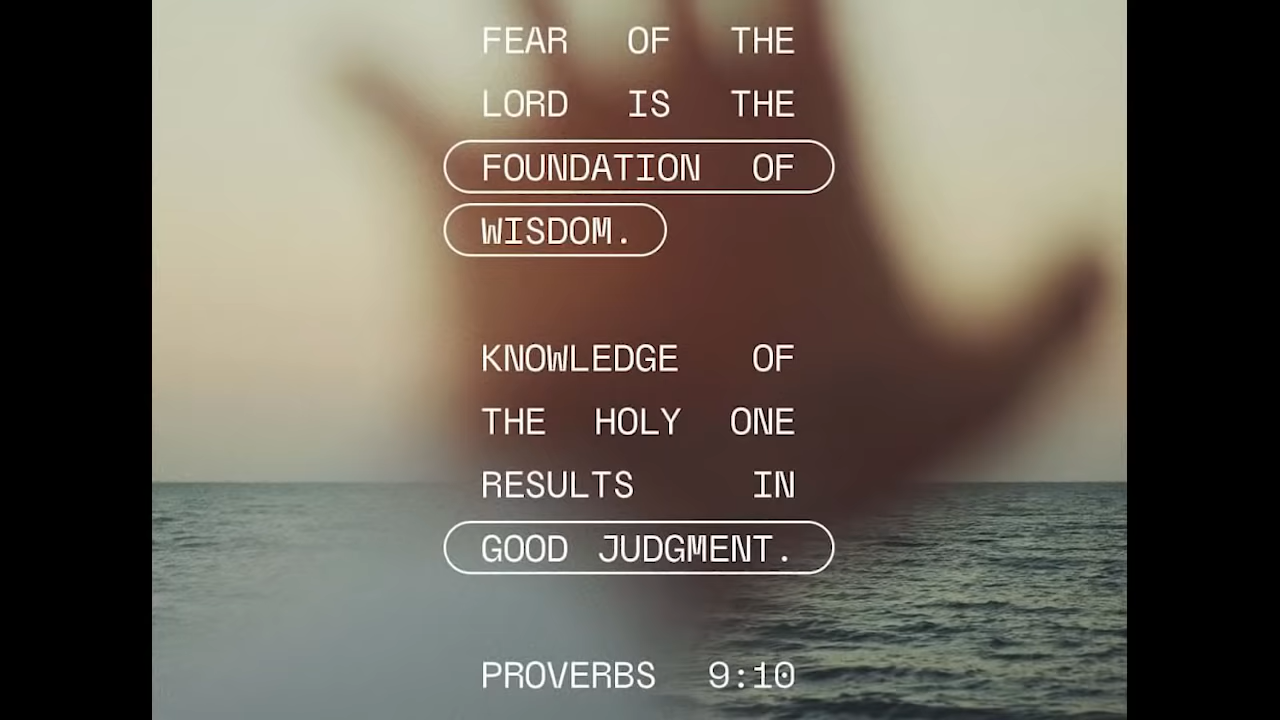 FEAR OF THE
LORD IS THE
FOUNDATION OF
WISDOM.
KNOWLEDGE OF
THE HOLY ONE
RESULTS IN
GOOD JUDGMENT.
PROVERBS 9:10